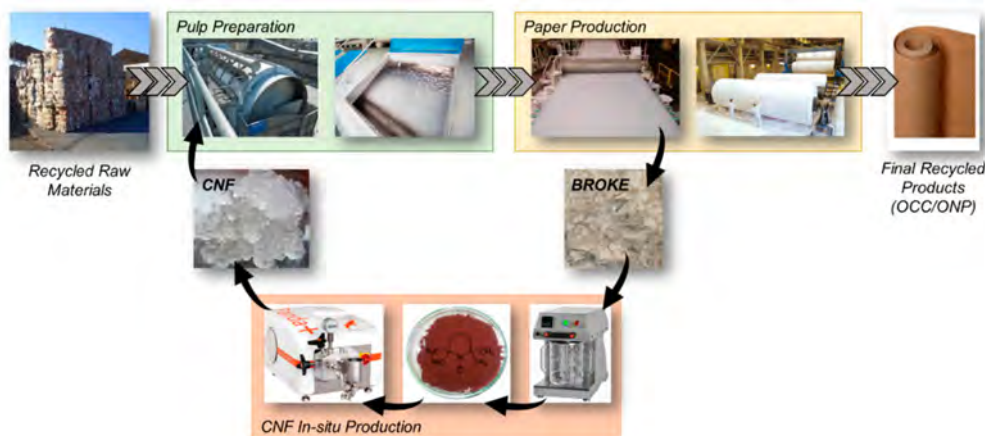 Pulp Preparation
Paper Production
Recycled Raw
Materials
CNF
BROKE
Final Recycled
Products
(OCC/ONP)
CNF In-situ Production